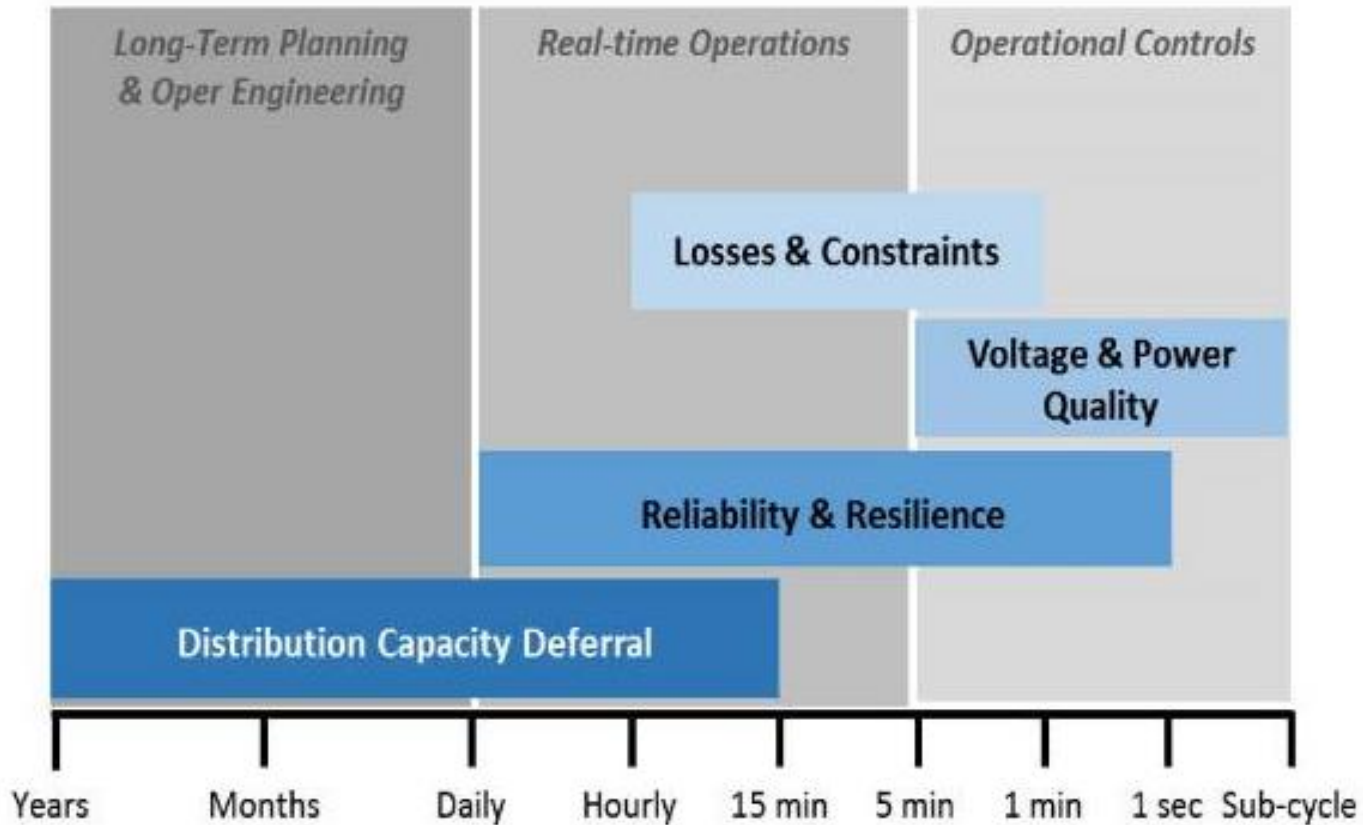 Long-Term Planning
& Oper Engineering
Real-time Operations
Operational Controls
Losses & Constraints
Voltage & Power
Quality
Reliability & Resilience
Distribution Capacity Deferral
Years Months Daily Hourly 15 min 5 min 1 min 1 sec Sub-cycle